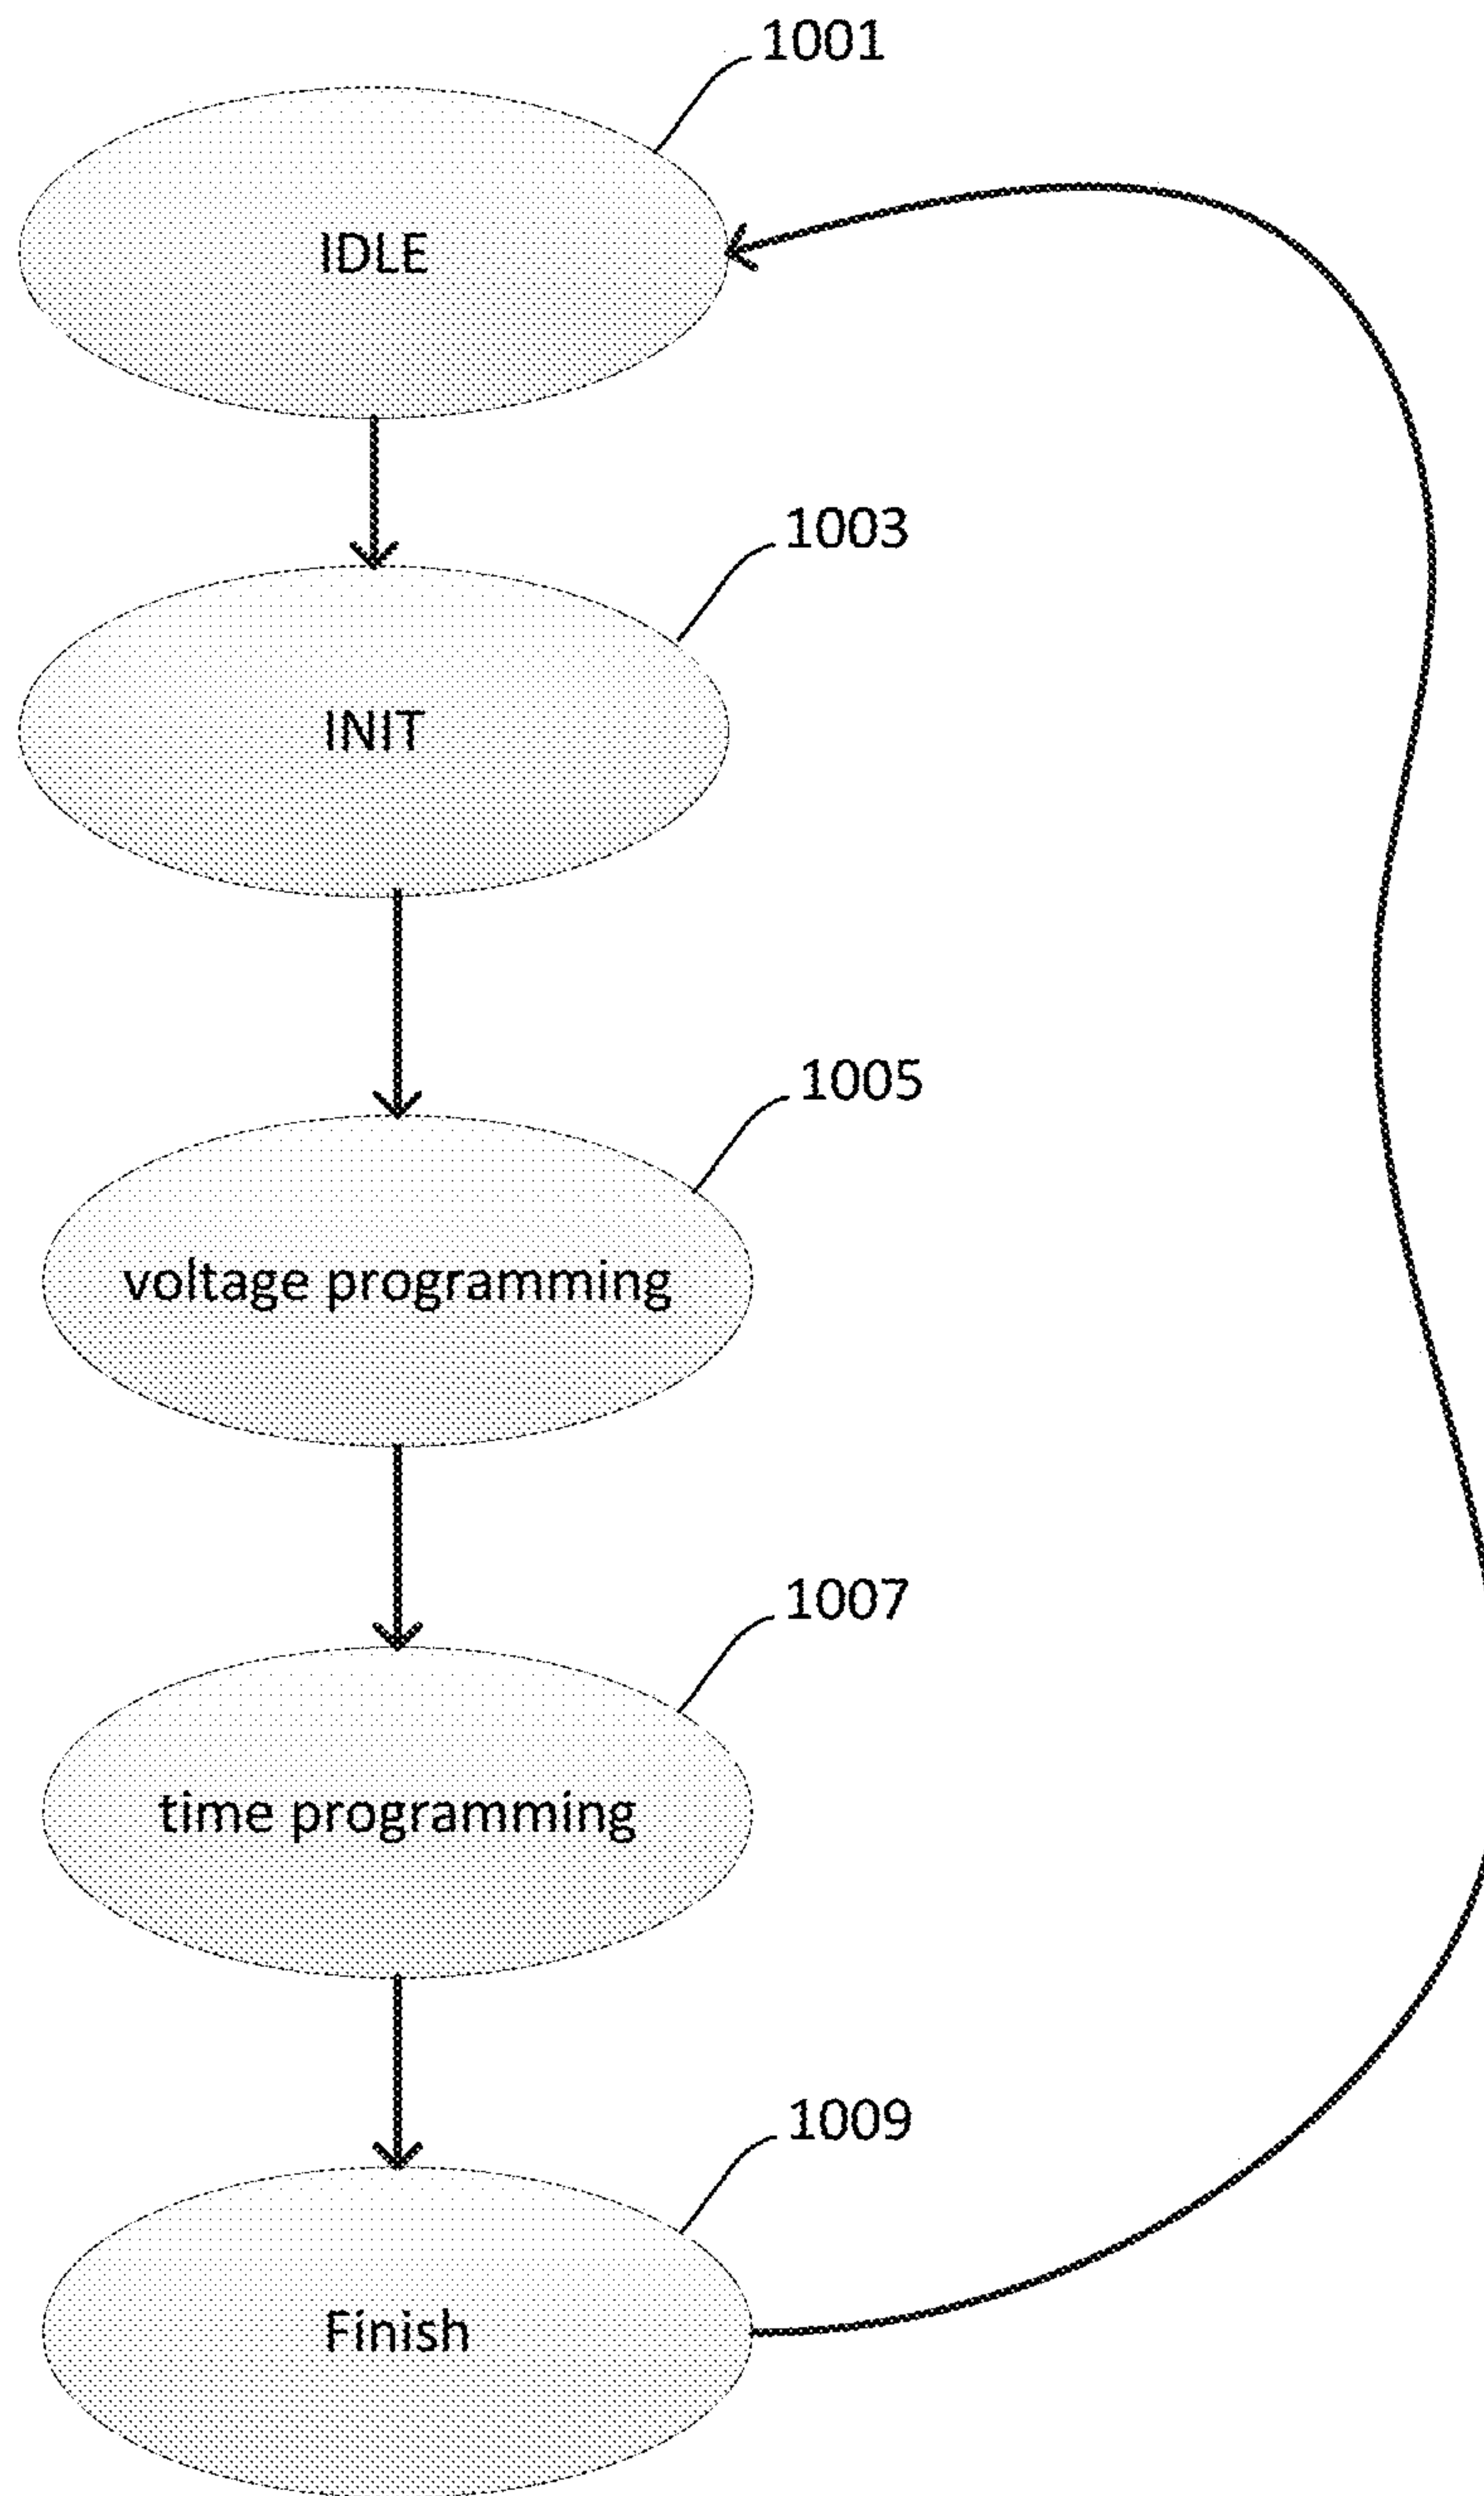 1001
IDLE
1003
INIT
1005
voltage programming
1007
time programming
1009
Finish